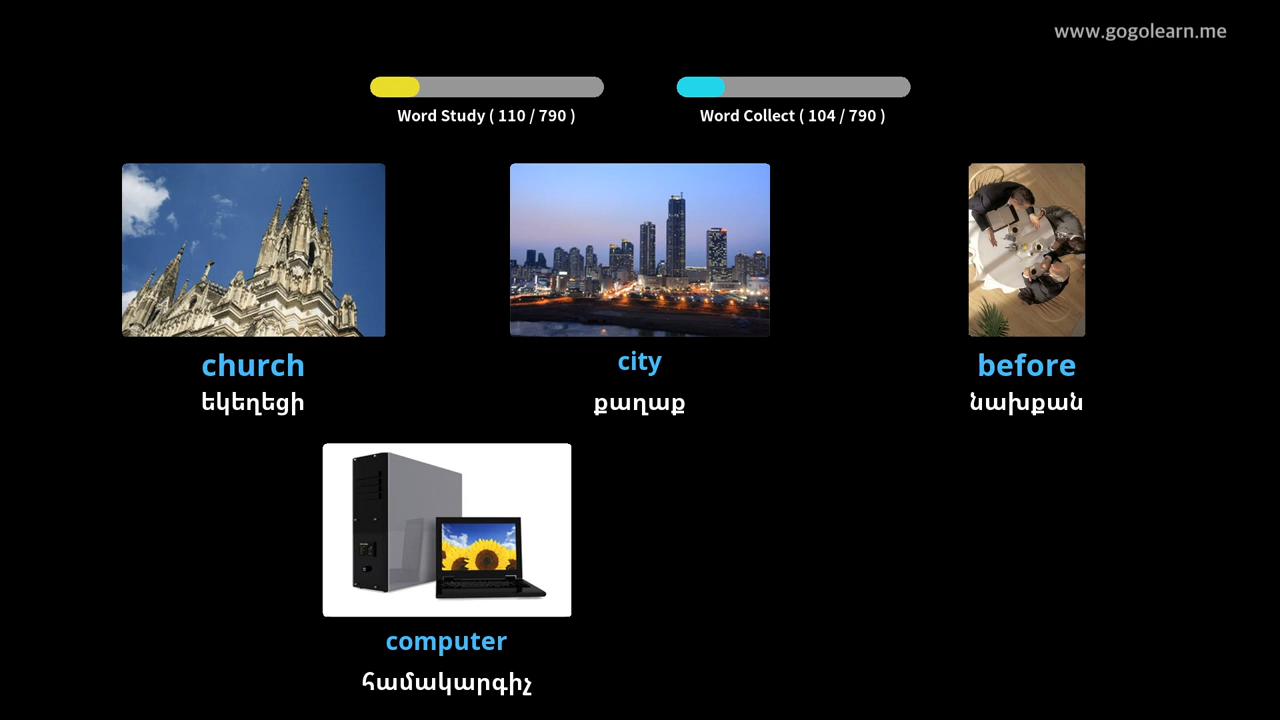 www.gogolearn.me
Word Study ( 110 / 790 )
Word Collect ( 104 / 790 )
church
եկեղեցի
city
քաղաք
before
նախքան
computer
համակարգիչ